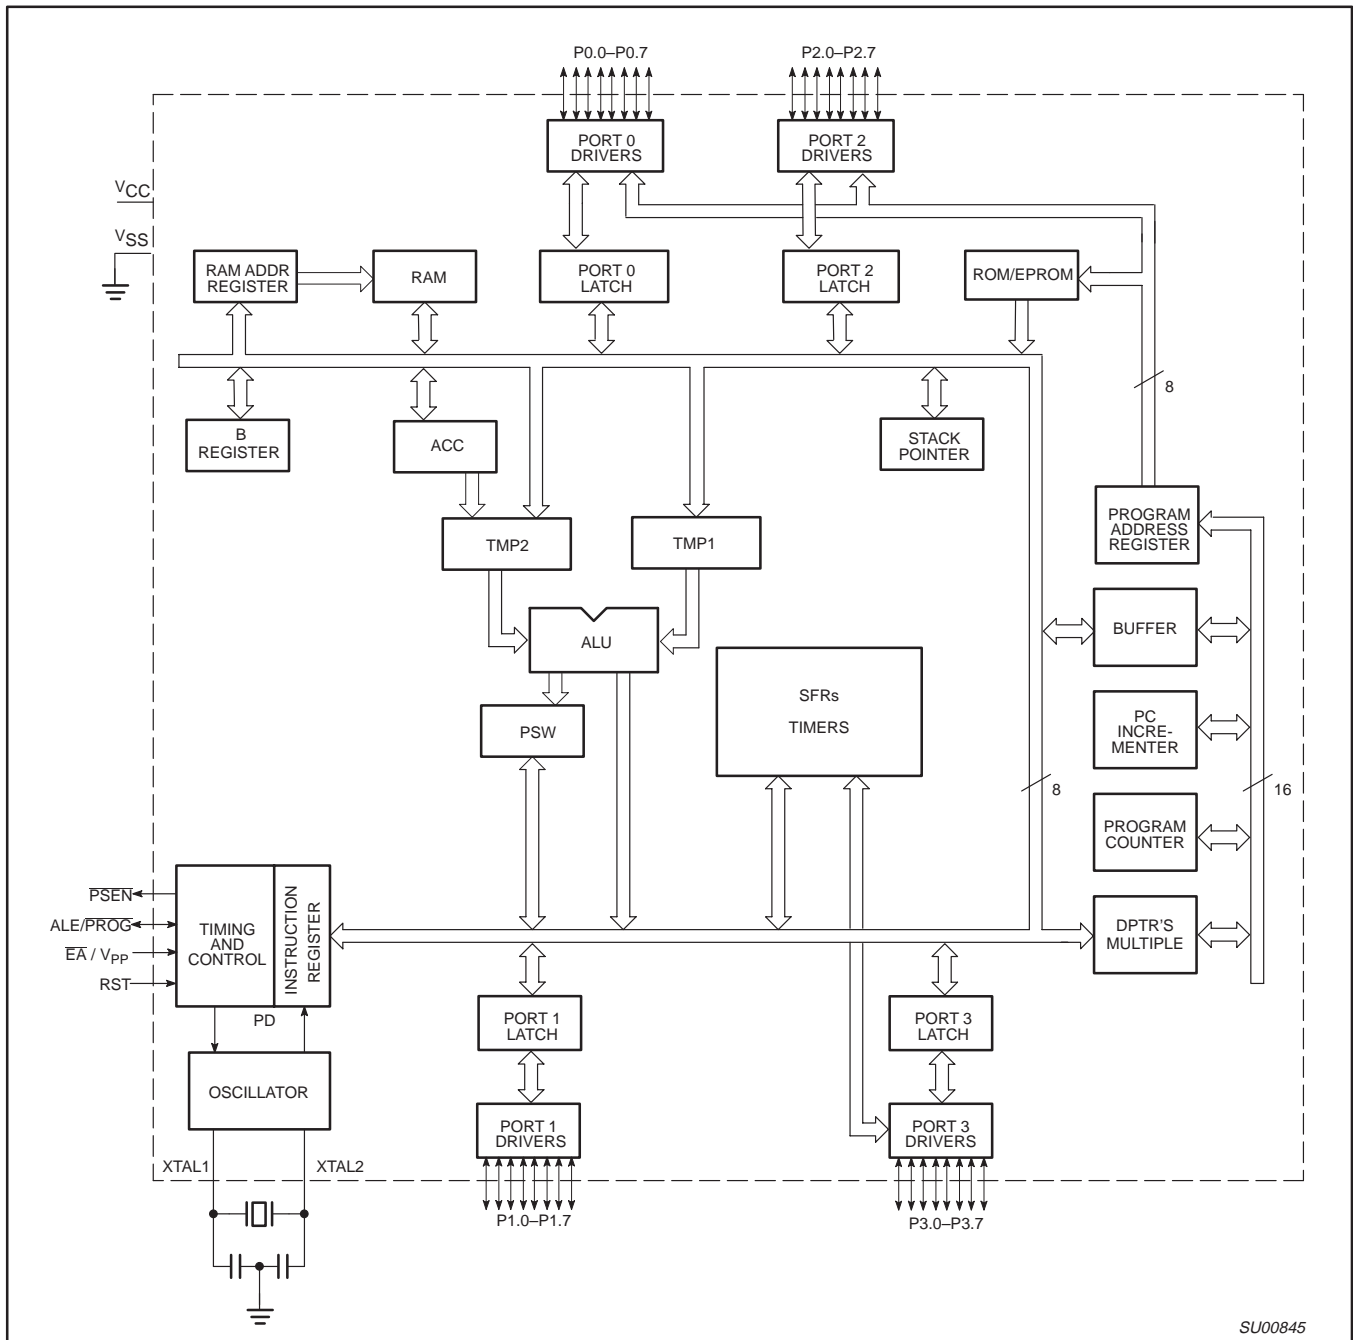 P0.0–P0.7
P2.0–P2.7
PORT 0
DRIVERS
PORT 2
DRIVERS
VCC
VSS
RAM ADDR
REGISTER
RAM
PORT 0
LATCH
PORT 2
LATCH
ROM/EPROM
8
B
REGISTER
ACC
STACK
POINTER
TMP2
TMP1
PROGRAM
ADDRESS
REGISTER
ALU
BUFFER
SFRs
TIMERS
PSW
PC
INCRE-
MENTER
8
16
PROGRAM
COUNTER
PSEN
ALE/PROG
EA / VPP
RST
TIMING
AND
CONTROL
INSTRUCTION
REGISTER
DPTR'S
MULTIPLE
PD
PORT 1
LATCH
PORT 3
LATCH
OSCILLATOR
PORT 1
DRIVERS
PORT 3
DRIVERS
XTAL1
XTAL2
P1.0–P1.7
P3.0–P3.7
SU00845